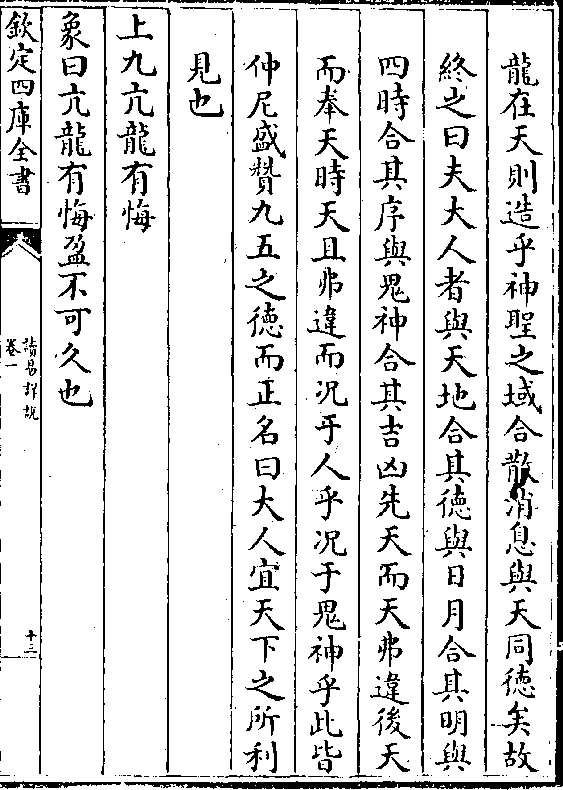 龍在天則造乎神聖之域合散消息與天同德矣故
終之曰夫大人者與天地合其德與日月合其明與
四時合其序與鬼神合其吉凶先天而天弗違後天
而奉天時天且弗違而况于人乎况于鬼神乎此皆
仲尼盛贊九五之德而正名曰大人宜天下之所利
見也
上九亢龍有悔
象曰亢龍有悔盈不可久也
欽定四庫全書
讀易詳說
卷一
十三